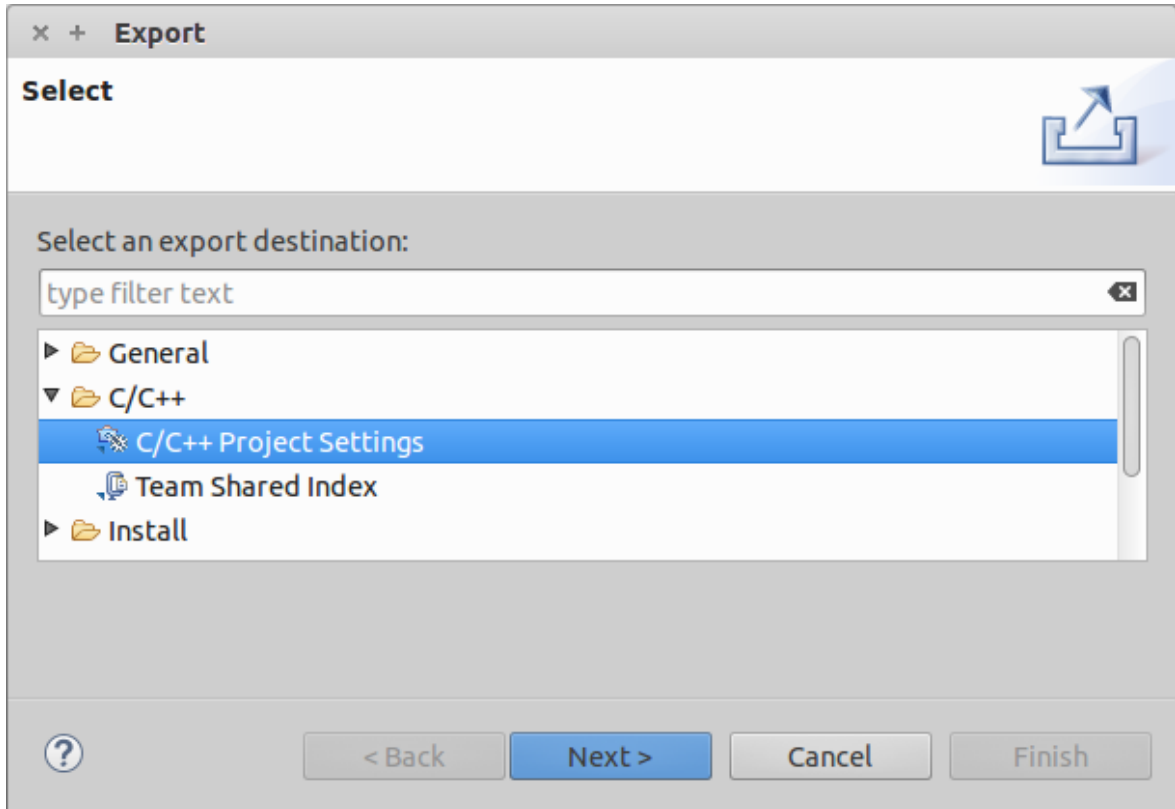 Export
Select
Select an export destination:
type filter text
General
C/C++
C/C++ Project Settings
Team Shared Index
Install
?
< Back Next > Cancel Finish